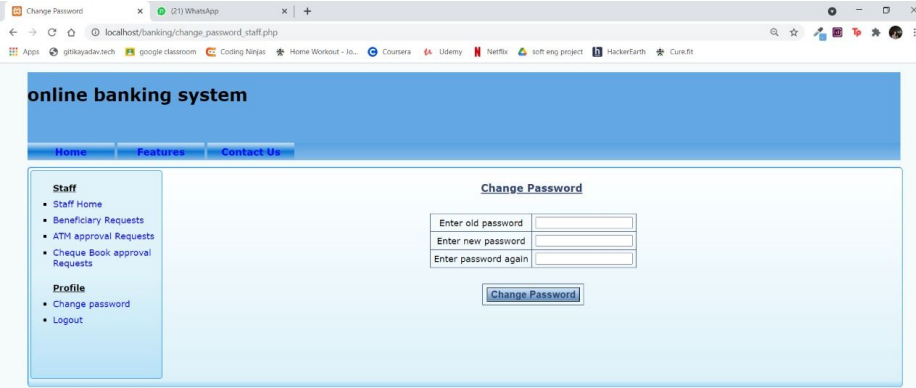 Change Password
(21) WhatsApp
localhost/banking/change_password_staff.php
Apps gitikayadav.tech google classroom Coding Ninjas Home Workout - Jo... Coursera Udemy Netflix soft eng project HackerEarth Cure.fit
online banking system
Home Features Contact Us
Staff
Staff Home
Beneficiary Requests
ATM approval Requests
Cheque Book approval
Requests
Profile
Change password
Logout
Change Password
Enter old password
Enter new password
Enter password again
Change Password